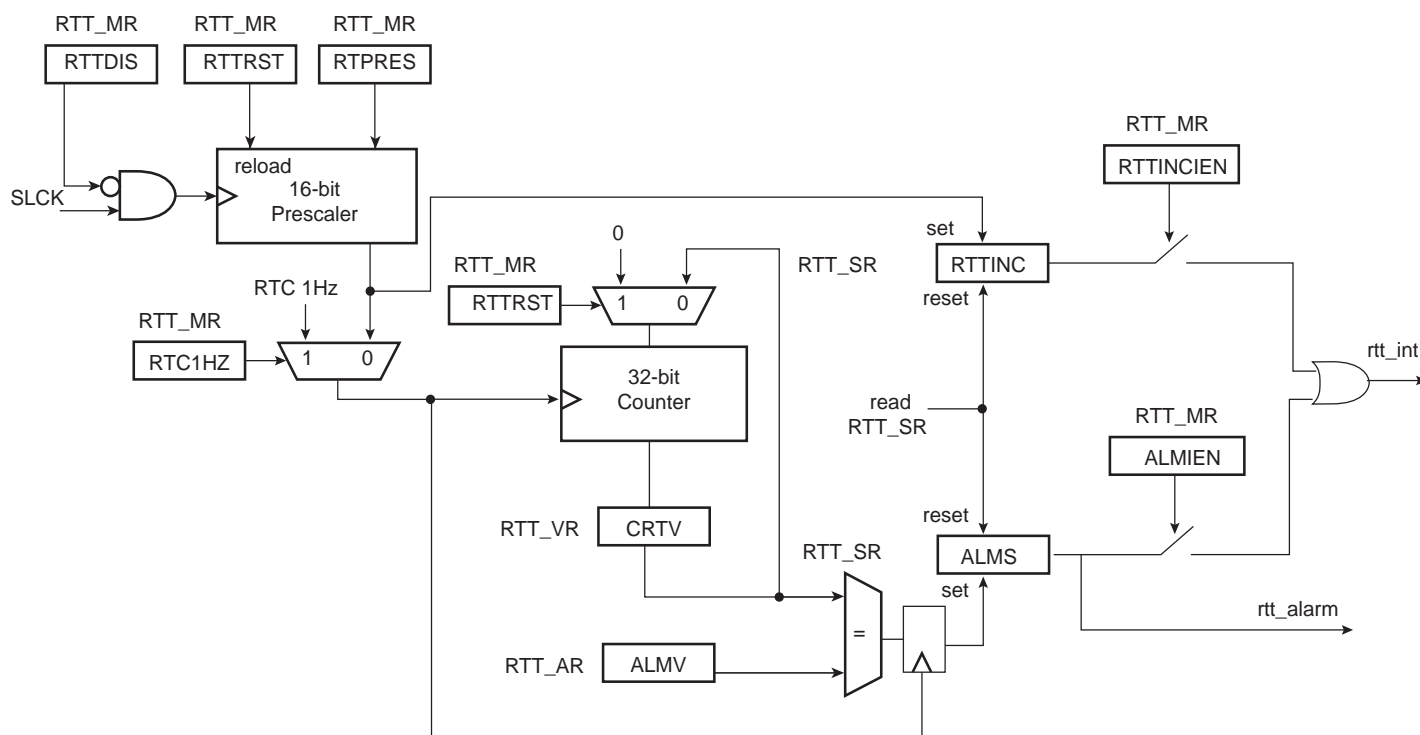 RTT_MR
RTT_MR
RTT_MR
RTTDIS
RTTRST
RTPRES
reload
16-bit
Prescaler
SLCK
RTT_MR
RTTINCIEN
0
set
RTT_MR
RTT_SR
RTTINC
RTC 1Hz
RTTRST
1 0
reset
RTT_MR
RTC1HZ
1 0
32-bit
Counter
rtt_int
read
RTT_SR
RTT_MR
ALMIEN
RTT_VR
CRTV
reset
RTT_SR
ALMS
set
rtt_alarm
=
RTT_AR
ALMV